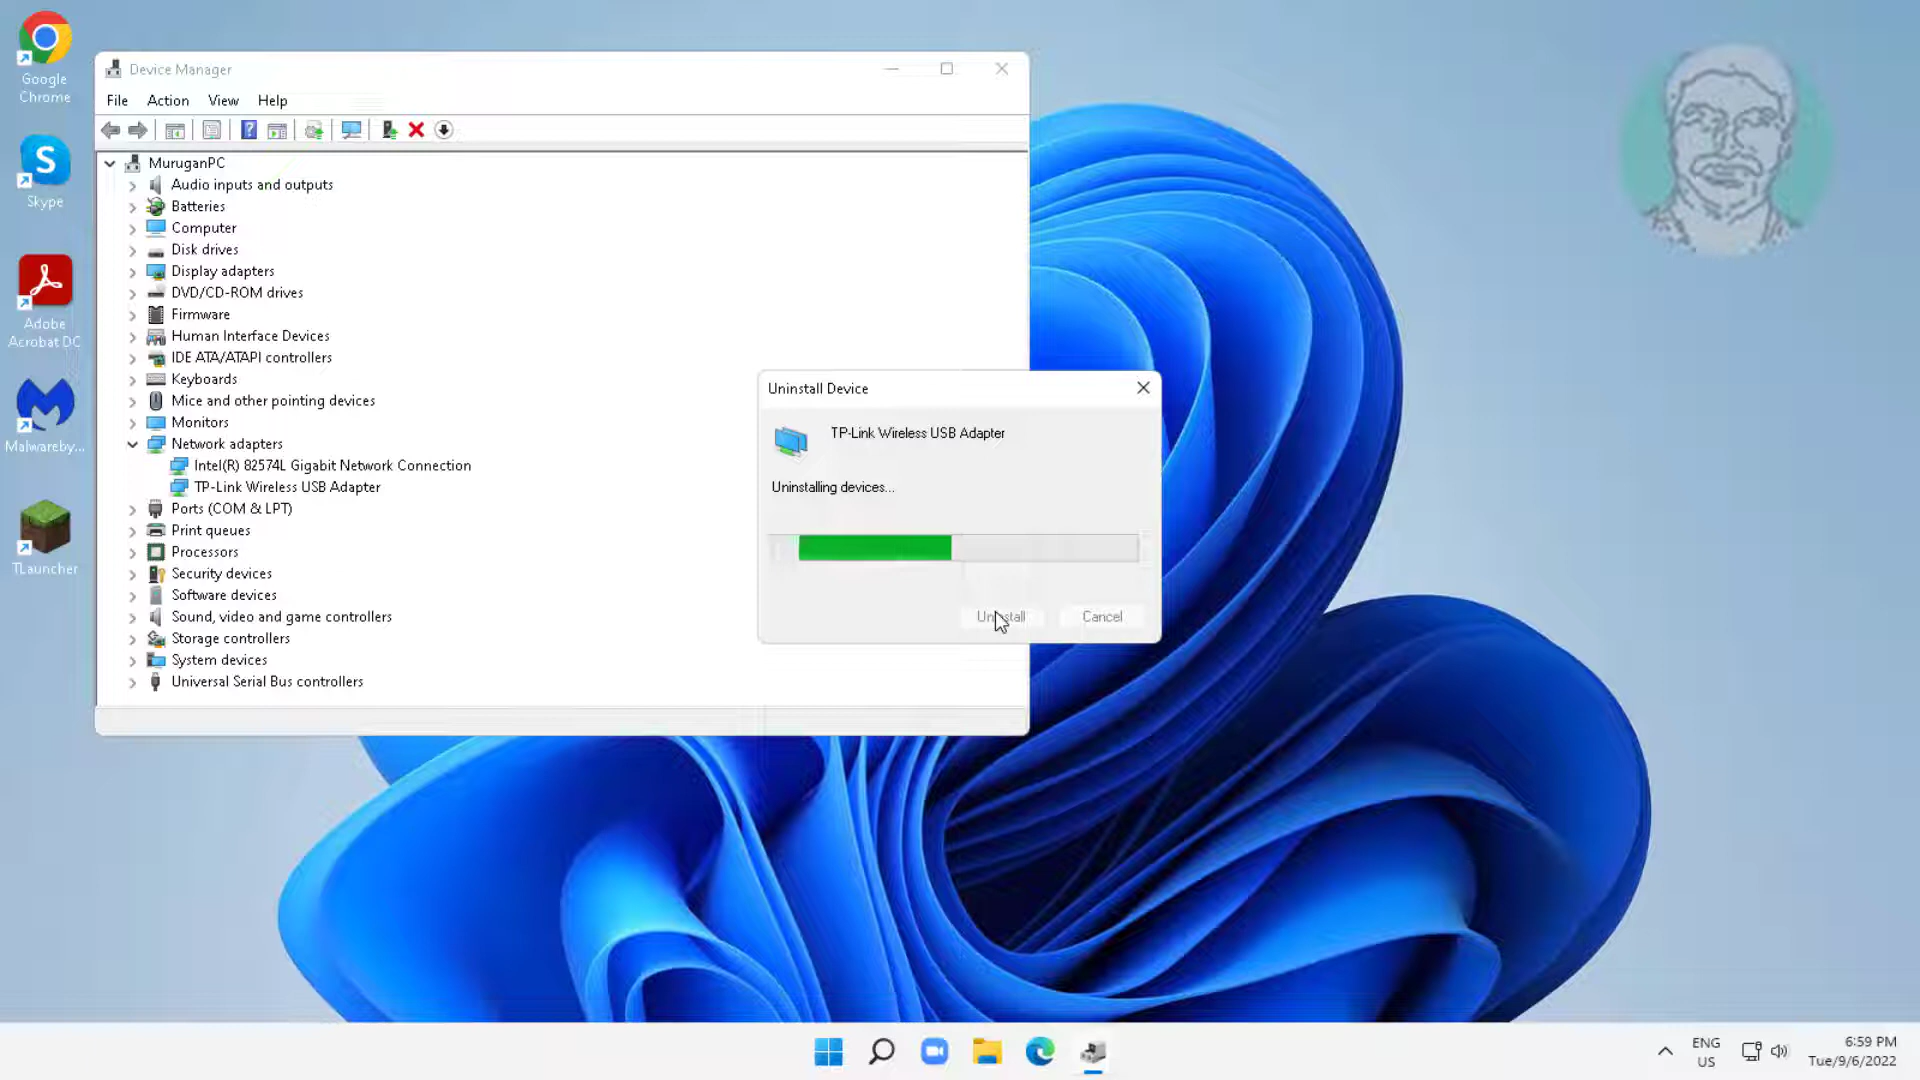 Google
Chrome
Skype
Adobe
Acrobat DC
Malwareby...
TLauncher
Device Manager
File Action View Help
MuruganPC
Audio inputs and outputs
Batteries
Computer
Disk drives
Display adapters
DVD/CD-ROM drives
Firmware
Human Interface Devices
IDE ATA/ATAPI controllers
Keyboards
Mice and other pointing devices
Monitors
Network adapters
Intel(R) 82574L Gigabit Network Connection
TP-Link Wireless USB Adapter
Ports (COM & LPT)
Print queues
Processors
Security devices
Software devices
Sound, video and game controllers
Storage controllers
System devices
Universal Serial Bus controllers
Uninstall Device
TP-Link Wireless USB Adapter
Uninstalling devices...
Uninstall Cancel
ENG
US
6:59 PM
Tue/9/6/2022